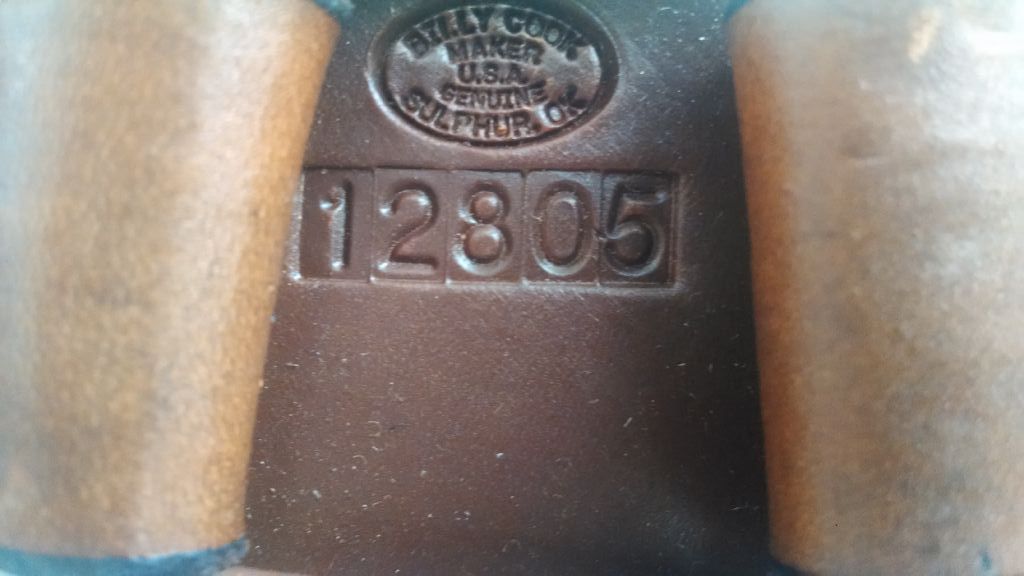 BILLY COOK
MAKER
U.S.A.
GENUINE
SULPHUR, OK
12805